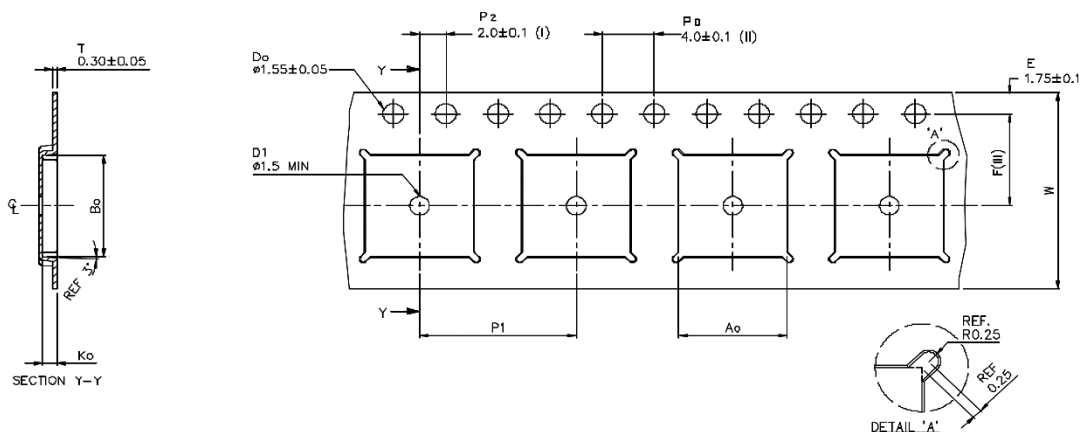 T
0.30±0.05
Bo
REF 3°
Ko
SECTION Y-Y
P2
2.0±0.1 (I)
Po
4.0±0.1 (II)
Do
ø1.55±0.05
Y
E
1.75±0.1
D1
ø1.5 MIN
'A'
F(III)
W
Y
P1
Ao
REF.
R0.25
REF
0.25
DETAIL 'A'